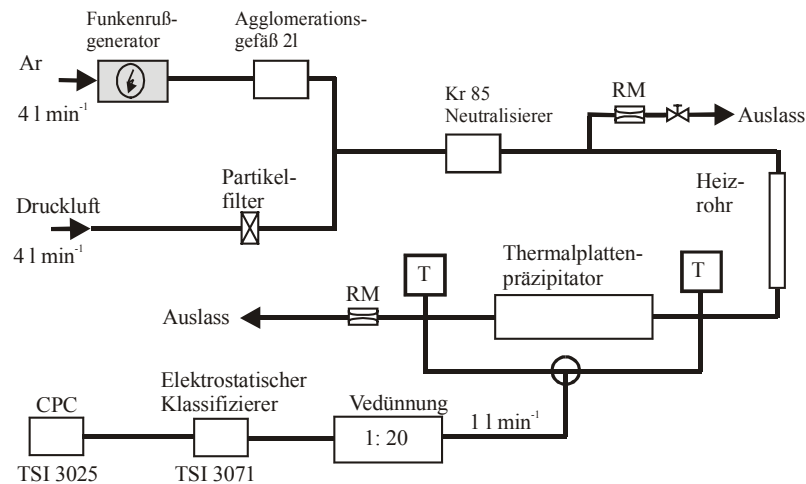 Funkenruß-
generator
Agglomerations-
gefäß 2l
Ar
4 l min⁻¹
Kr 85
Neutralisierer
RM
Auslass
Partikel-
filter
Druckluft
4 l min⁻¹
Heiz-
rohr
Thermalplatten-
präzipitator
T
T
RM
Auslass
Elektrostatischer
Klassifizierer
CPC
Vedünnung
1: 20
1 l min⁻¹
TSI 3025
TSI 3071